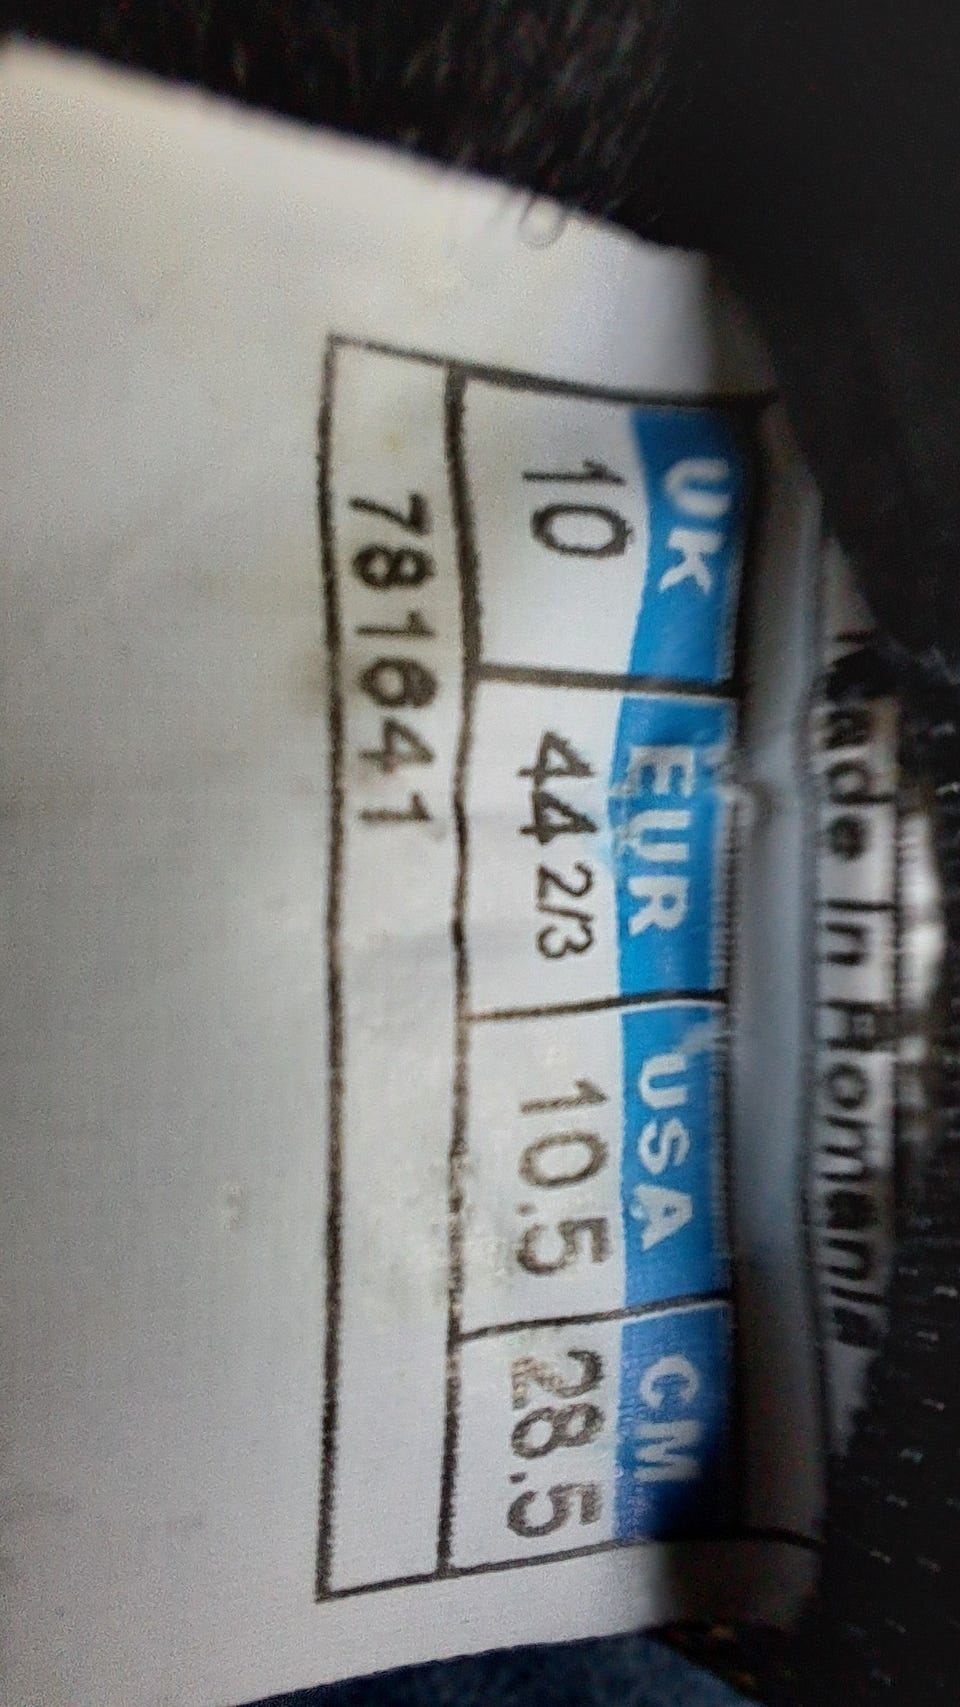 Made in Romania
UK EUR USA CM
10 44 2/3 10.5 28.5
781641